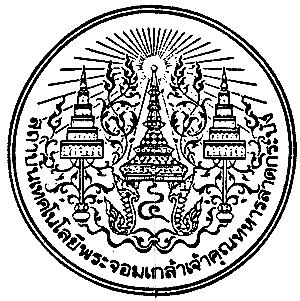 สถาบันเทคโนโลยีพระจอมเกล้าเจ้าคุณทหารลาดกระบัง
๔